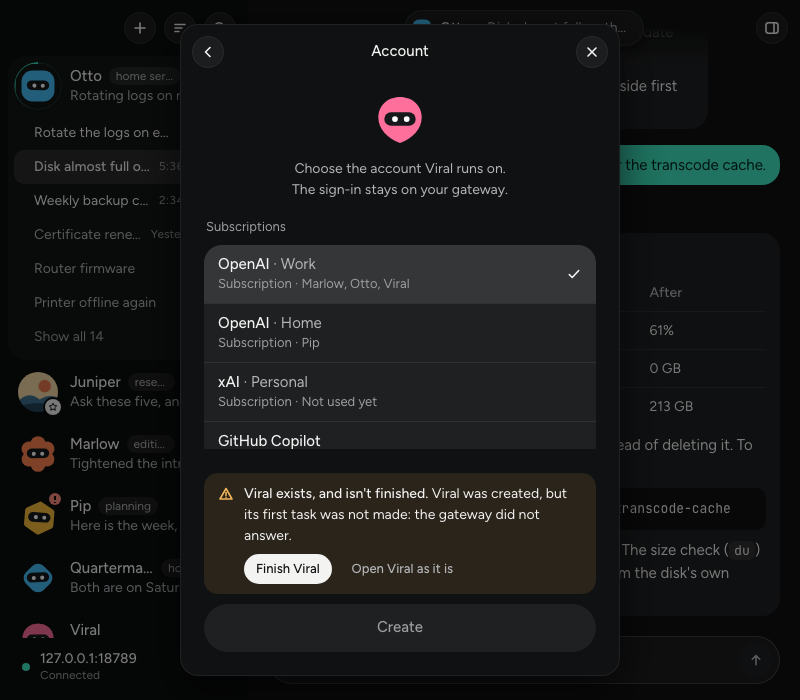 Otto
home ser...
Rotating logs on
Rotate the logs on e...
Disk almost full o...
Weekly backup c...
Certificate rene...
Router firmware
Printer offline again
Show all 14
Juniper
rese...
Ask these five, an
Marlow
editi...
Tightened the intr
Pip
planning
Here is the week,
Quarterma...
Both are on Satur
Viral
127.0.0.1:18789
Connected
Account
Choose the account Viral runs on.
The sign-in stays on your gateway.
Subscriptions
OpenAI · Work
Subscription · Marlow, Otto, Viral
OpenAI · Home
Subscription · Pip
xAI · Personal
Subscription · Not used yet
GitHub Copilot
Viral exists, and isn't finished. Viral was created, but
its first task was not made: the gateway did not
answer.
Finish Viral
Open Viral as it is
Create
side first
the transcode cache.
After
61%
0 GB
213 GB
ead of deleting it. To
transcode-cache
The size check ( du )
m the disk's own